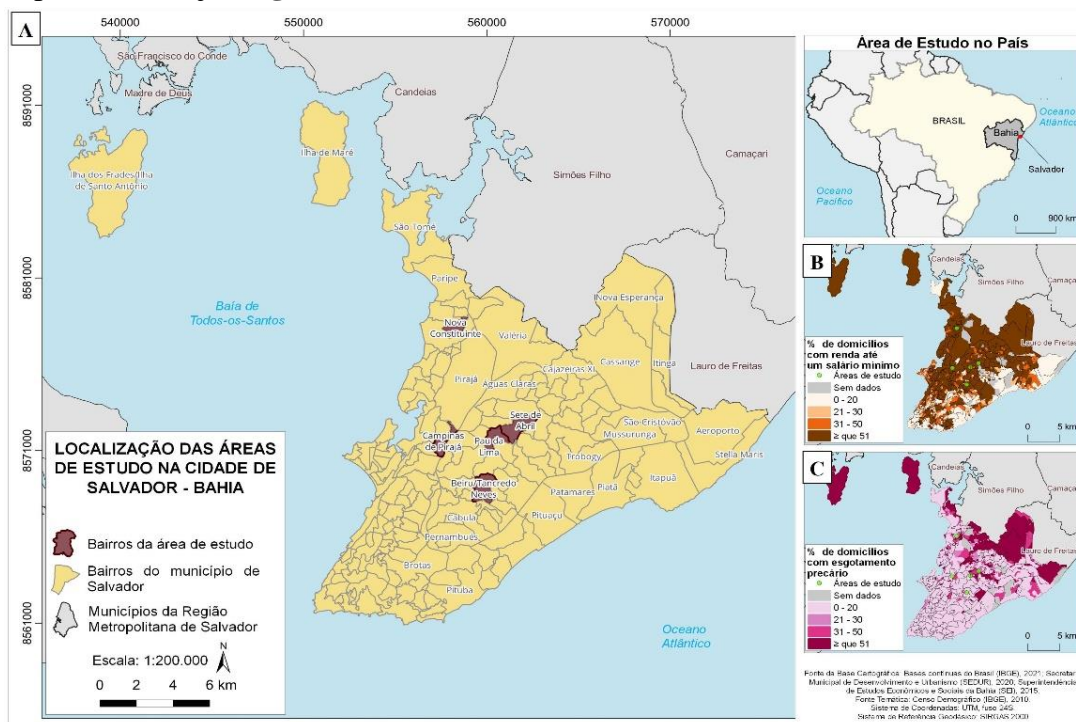 A
540000
550000
560000
570000
8591000
8581000
8571000
8561000
São Francisco do Conde
Madre de Deus
Candeias
Camaçari
Simões Filho
Lauro de Freitas
Ilha dos Frades/Ilha
de Santo Antônio
Ilha de Maré
São Tomé
Paripe
Nova Esperança
Baía de
Todos-os-Santos
Nova
Constituinte
Valéria
Cassange
Itinga
Pirajá
Águas Claras
Cajazeiras XI
Sete de
Abril
São Cristóvão
Mussurunga
Aeroporto
Campinas
de Pirajá
Pau da
Lima
Trobogy
Stella Maris
Itapuã
Beiru/Tancredo
Neves
Patamares
Piatã
Cabula
Pituaçu
Pernambués
Brotas
Pituba
Oceano
Atlântico
LOCALIZAÇÃO DAS ÁREAS
DE ESTUDO NA CIDADE DE
SALVADOR - BAHIA
Bairros da área de estudo
Bairros do município de
Salvador
Municípios da Região
Metropolitana de Salvador
Escala: 1:200.000
N
0 2 4 6 km
Área de Estudo no País
BRASIL
Oceano
Atlântico
Bahia
Salvador
Oceano
Pacífico
0 900 km
B
Candeias
Camaça
Simões Filho
Lauro de Freitas
% de domicílios
com renda até
um salário mínimo
Áreas de estudo
Sem dados
0 - 20
21 - 30
31 - 50
≥ que 51
0 5 km
C
Candeias
Camaça
Simões Filho
Lauro de Freitas
% de domicílios
com esgotamento
precário
Áreas de estudo
Sem dados
0 - 20
21 - 30
31 - 50
≥ que 51
0 5 km
Fonte da Base Cartográfica: Bases contínuas do Brasil (IBGE), 2021; Secretar
Municipal de Desenvolvimento e Urbanismo (SEDUR), 2020; Superintendência
de Estudos Econômicos e Sociais da Bahia (SEI), 2015.
Fonte Temática: Censo Demográfico (IBGE), 2010.
Sistema de Coordenadas: UTM, fuso 24S
Sistema de Referência Geodésico: SIRGAS 2000